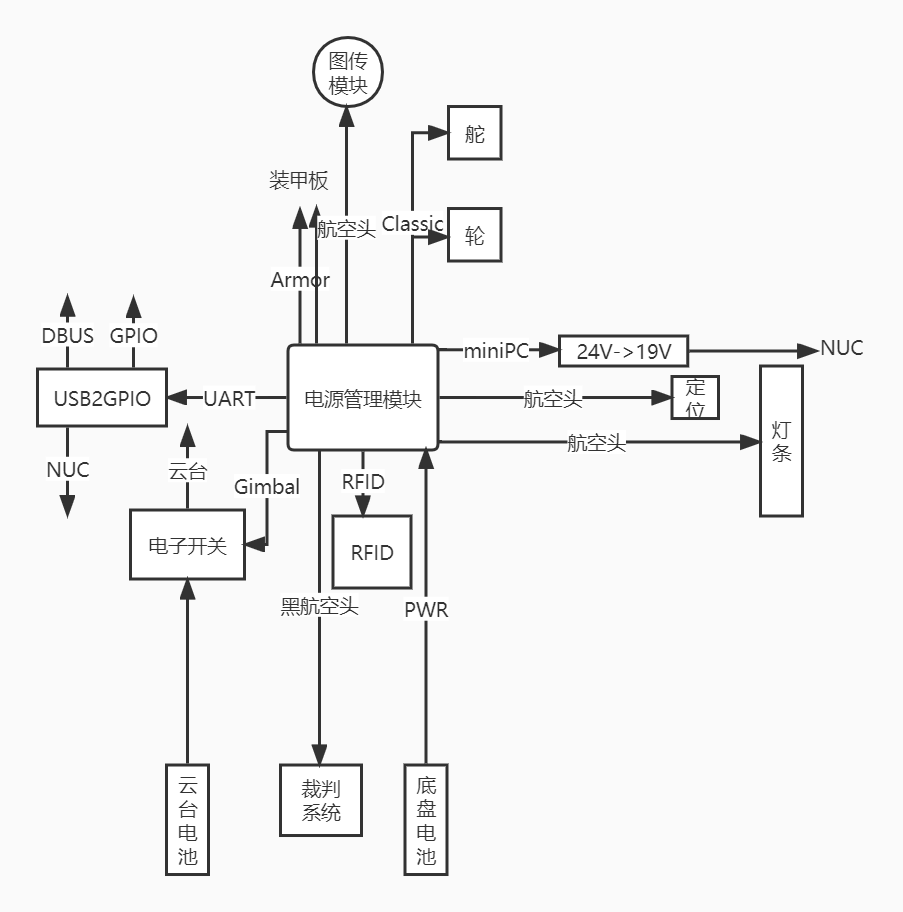 图传
模块
舵
装甲板
航空头
Classic
轮
Armor
DBUS
GPIO
miniPC
24V->19V
NUC
USB2GPIO
UART
电源管理模块
航空头
定
位
灯
条
航空头
NUC
云台
Gimbal
RFID
电子开关
RFID
黑航空头
PWR
云
台
电
池
裁判
系统
底
盘
电
池